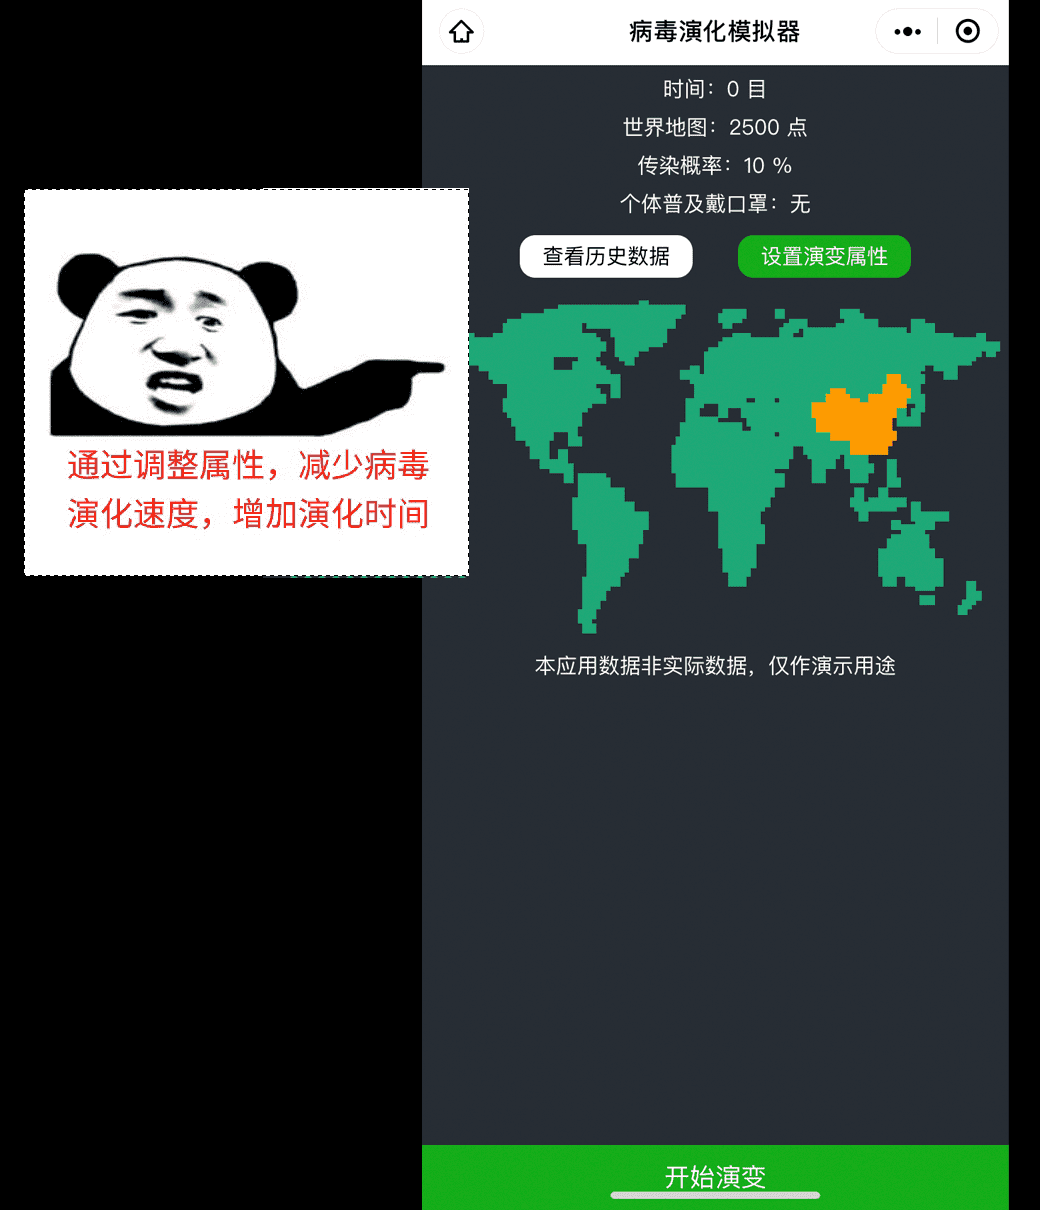 病毒演化模拟器
时间：0 目
世界地图：2500 点
传染概率：10 %
个体普及戴口罩：无
查看历史数据
设置演变属性
通过调整属性，减少病毒
演化速度，增加演化时间
本应用数据非实际数据，仅作演示用途
开始演变